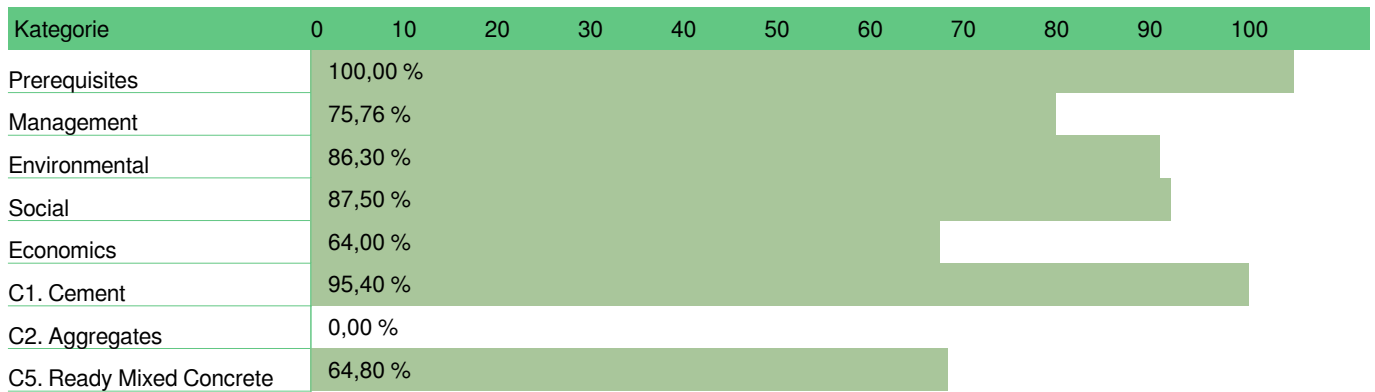 Kategorie 0 10 20 30 40 50 60 70 80 90 100
Prerequisites 100,00 %
Management 75,76 %
Environmental 86,30 %
Social 87,50 %
Economics 64,00 %
C1. Cement 95,40 %
C2. Aggregates 0,00 %
C5. Ready Mixed Concrete 64,80 %